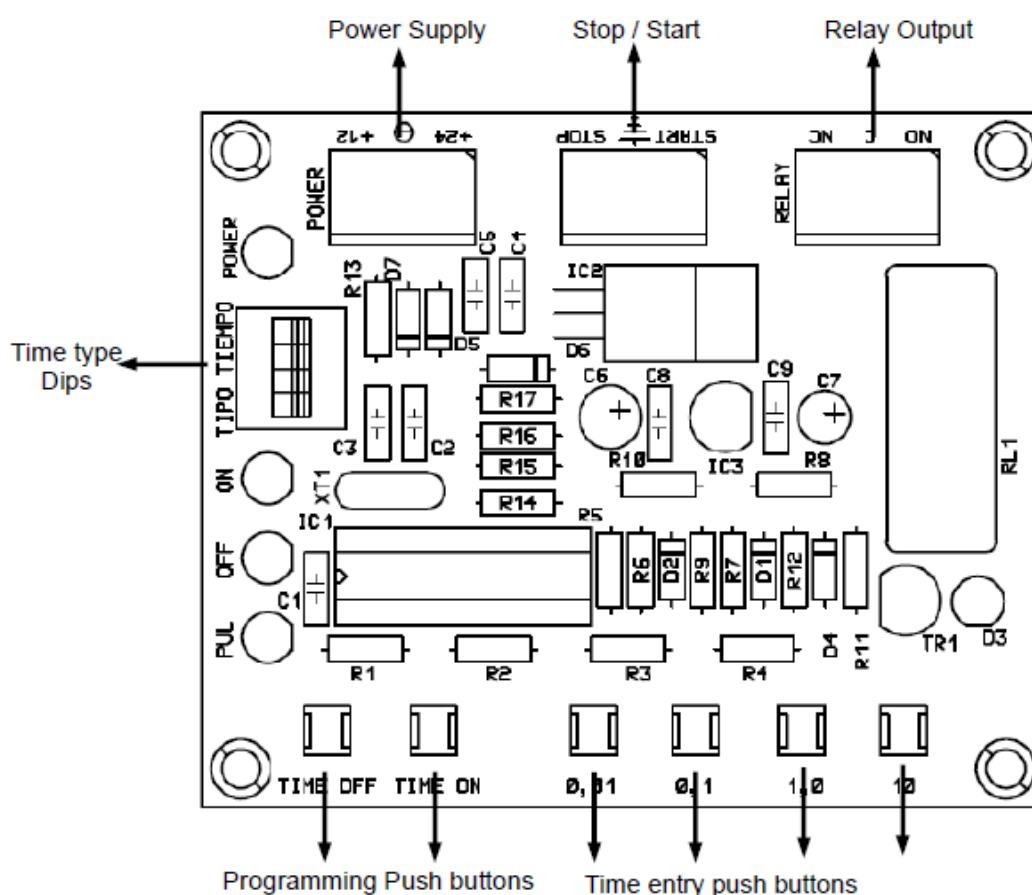 Power Supply Stop / Start Relay Output
+12 +24 STOP START NC C NO
POWER RELAY
POWER
C5 C4
R13 D7 IC2
TIPO TIEMPO
Time type
Dips
D5 D6
C6 C8 C9 C7
R17
R16
C3 C2 R15 R10 IC3 R8 RL1
XT1
ON R14
IC1 R5
R6 D2 R9 R7 D1 R12
OFF
C1
PUL D4 R11 TR1 D3
R1 R2 R3 R4
TIME OFF TIME ON 0,01 0,1 1,0 10
Programming Push buttons Time entry push buttons